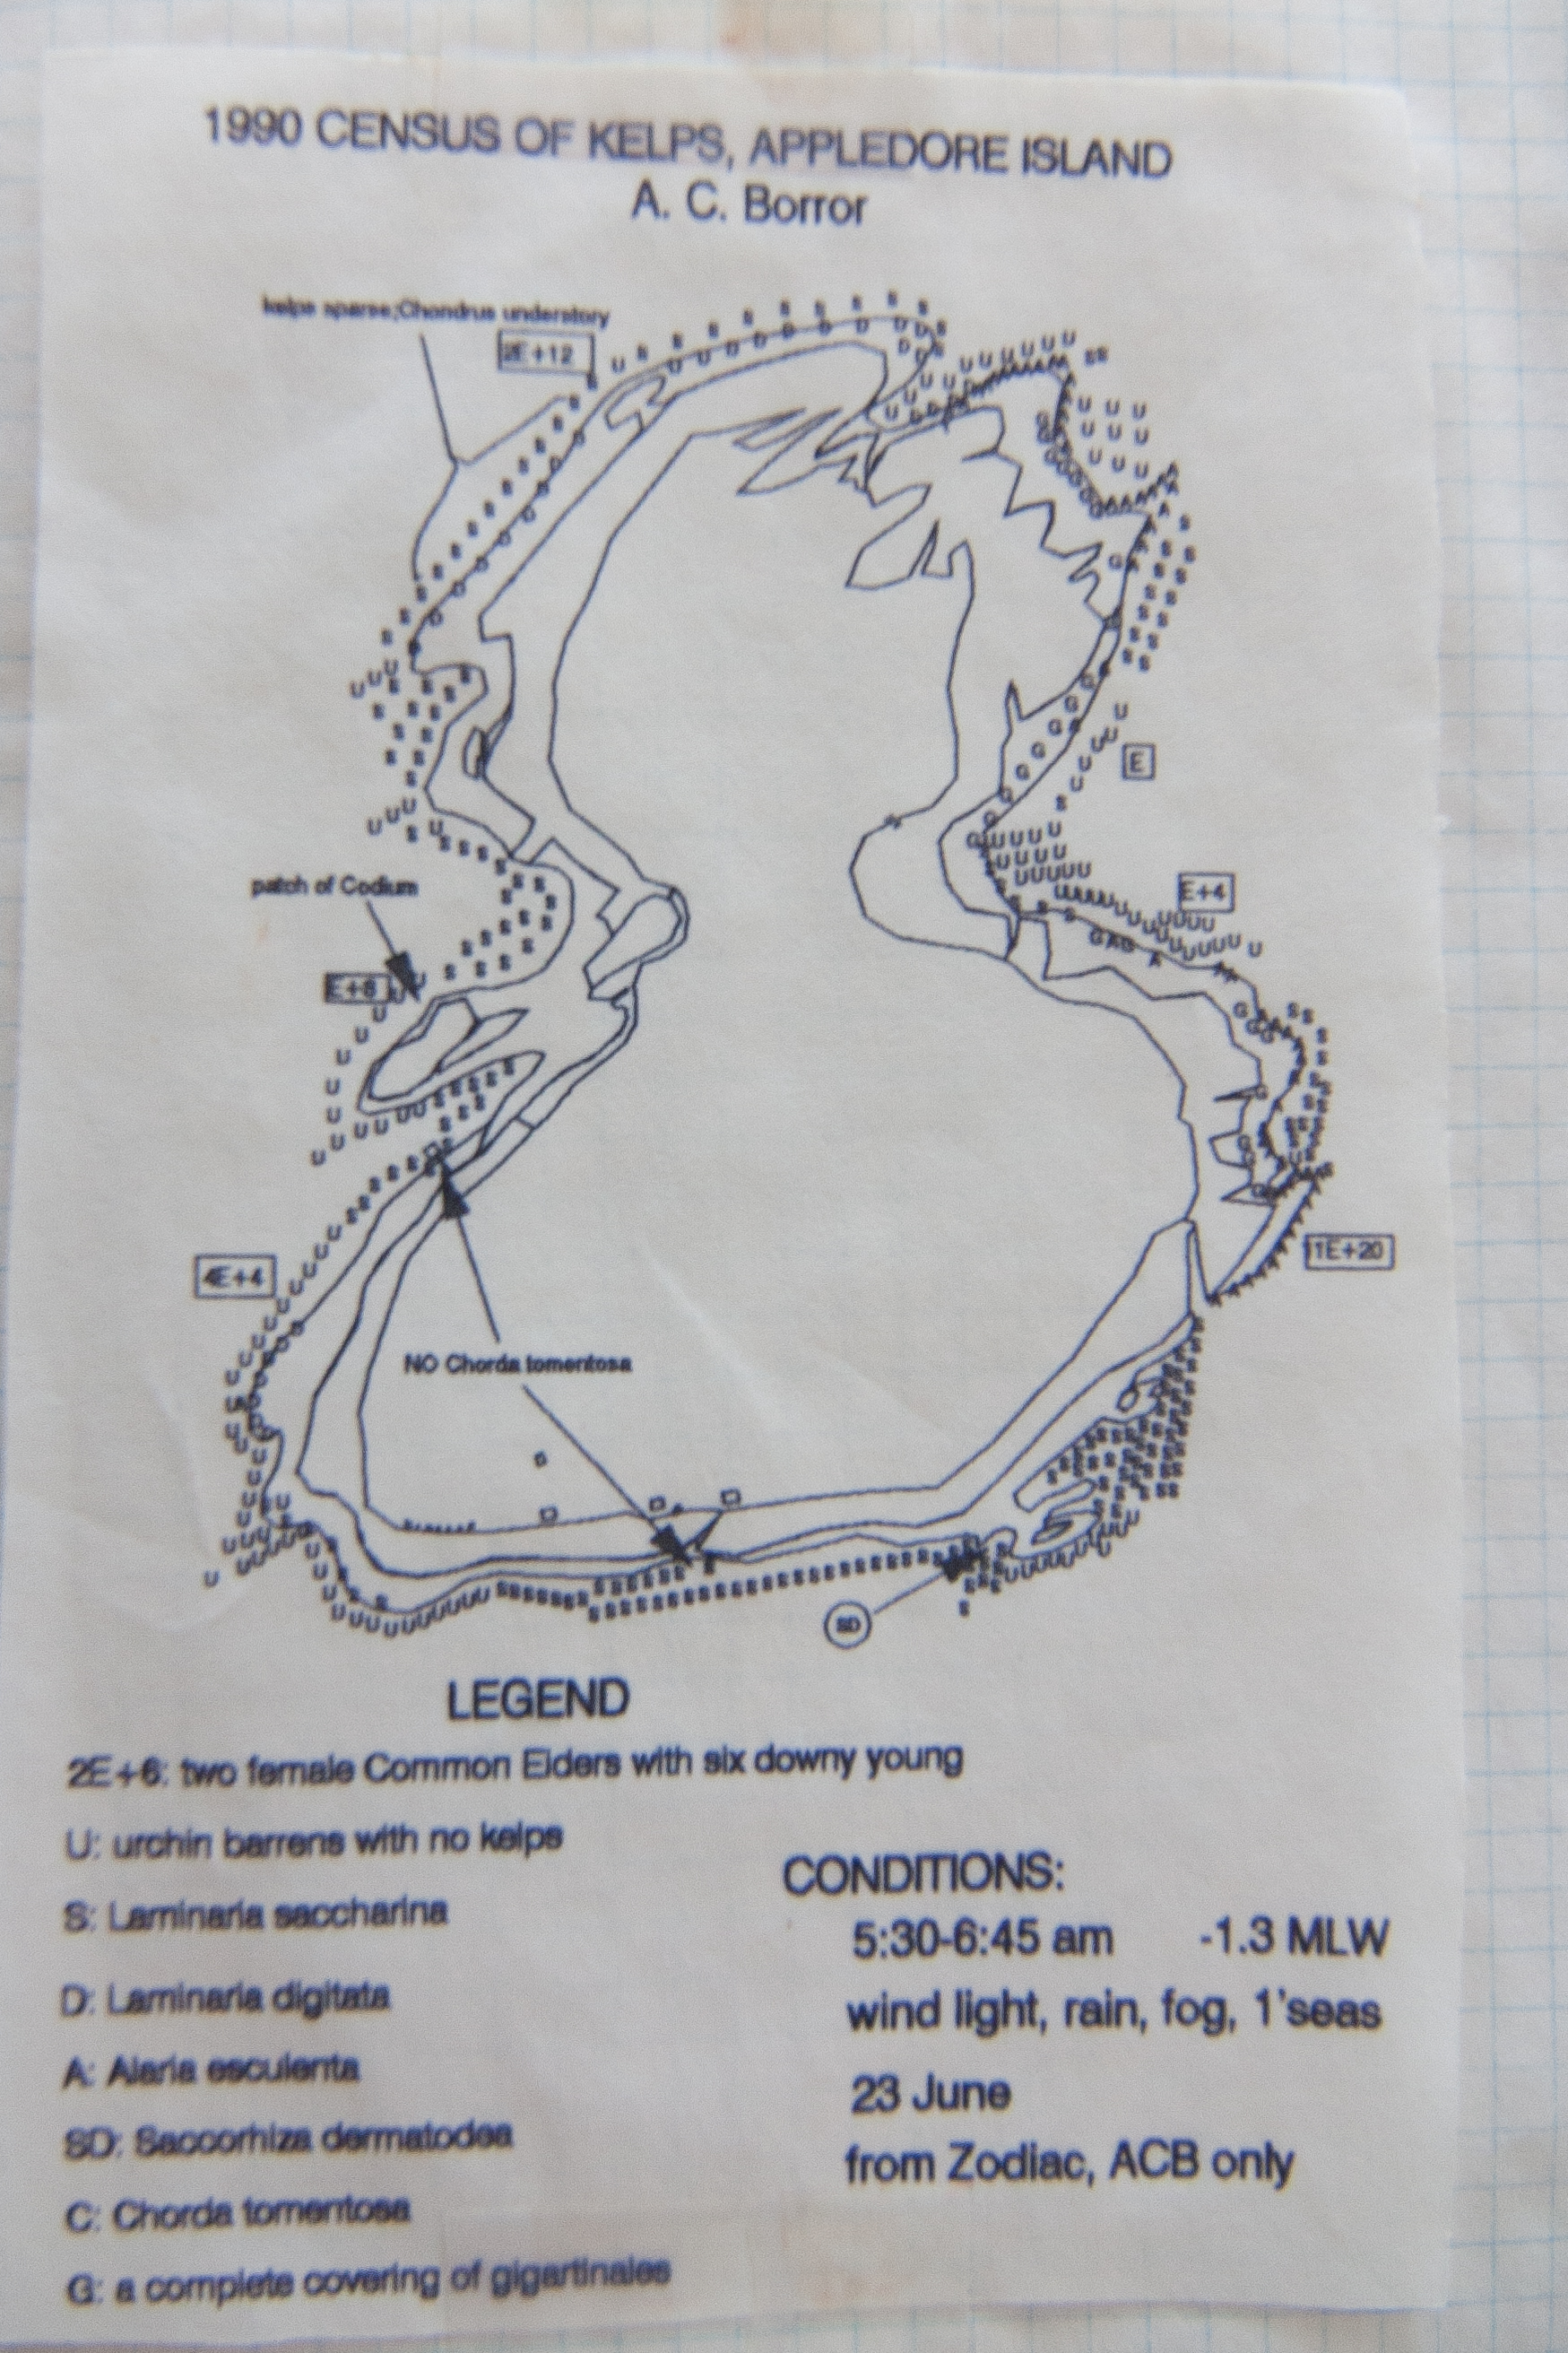 1990 CENSUS OF KELPS, APPLEDORE ISLAND
A. C. Borror
kelps sparse;Chondrus understory
2E+12
E
patch of Codium
E+4
E+6
1E+20
4E+4
NO Chorda tomentosa
SD
LEGEND
2E+6: two female Common Eiders with six downy young
U: urchin barrens with no kelps
S: Laminaria saccharina
D: Laminaria digitata
A: Alaria esculenta
SD: Saccorhiza dermatodea
C: Chorda tomentosa
G: a complete covering of gigartinales
CONDITIONS:
5:30-6:45 am -1.3 MLW
wind light, rain, fog, 1'seas
23 June
from Zodiac, ACB only